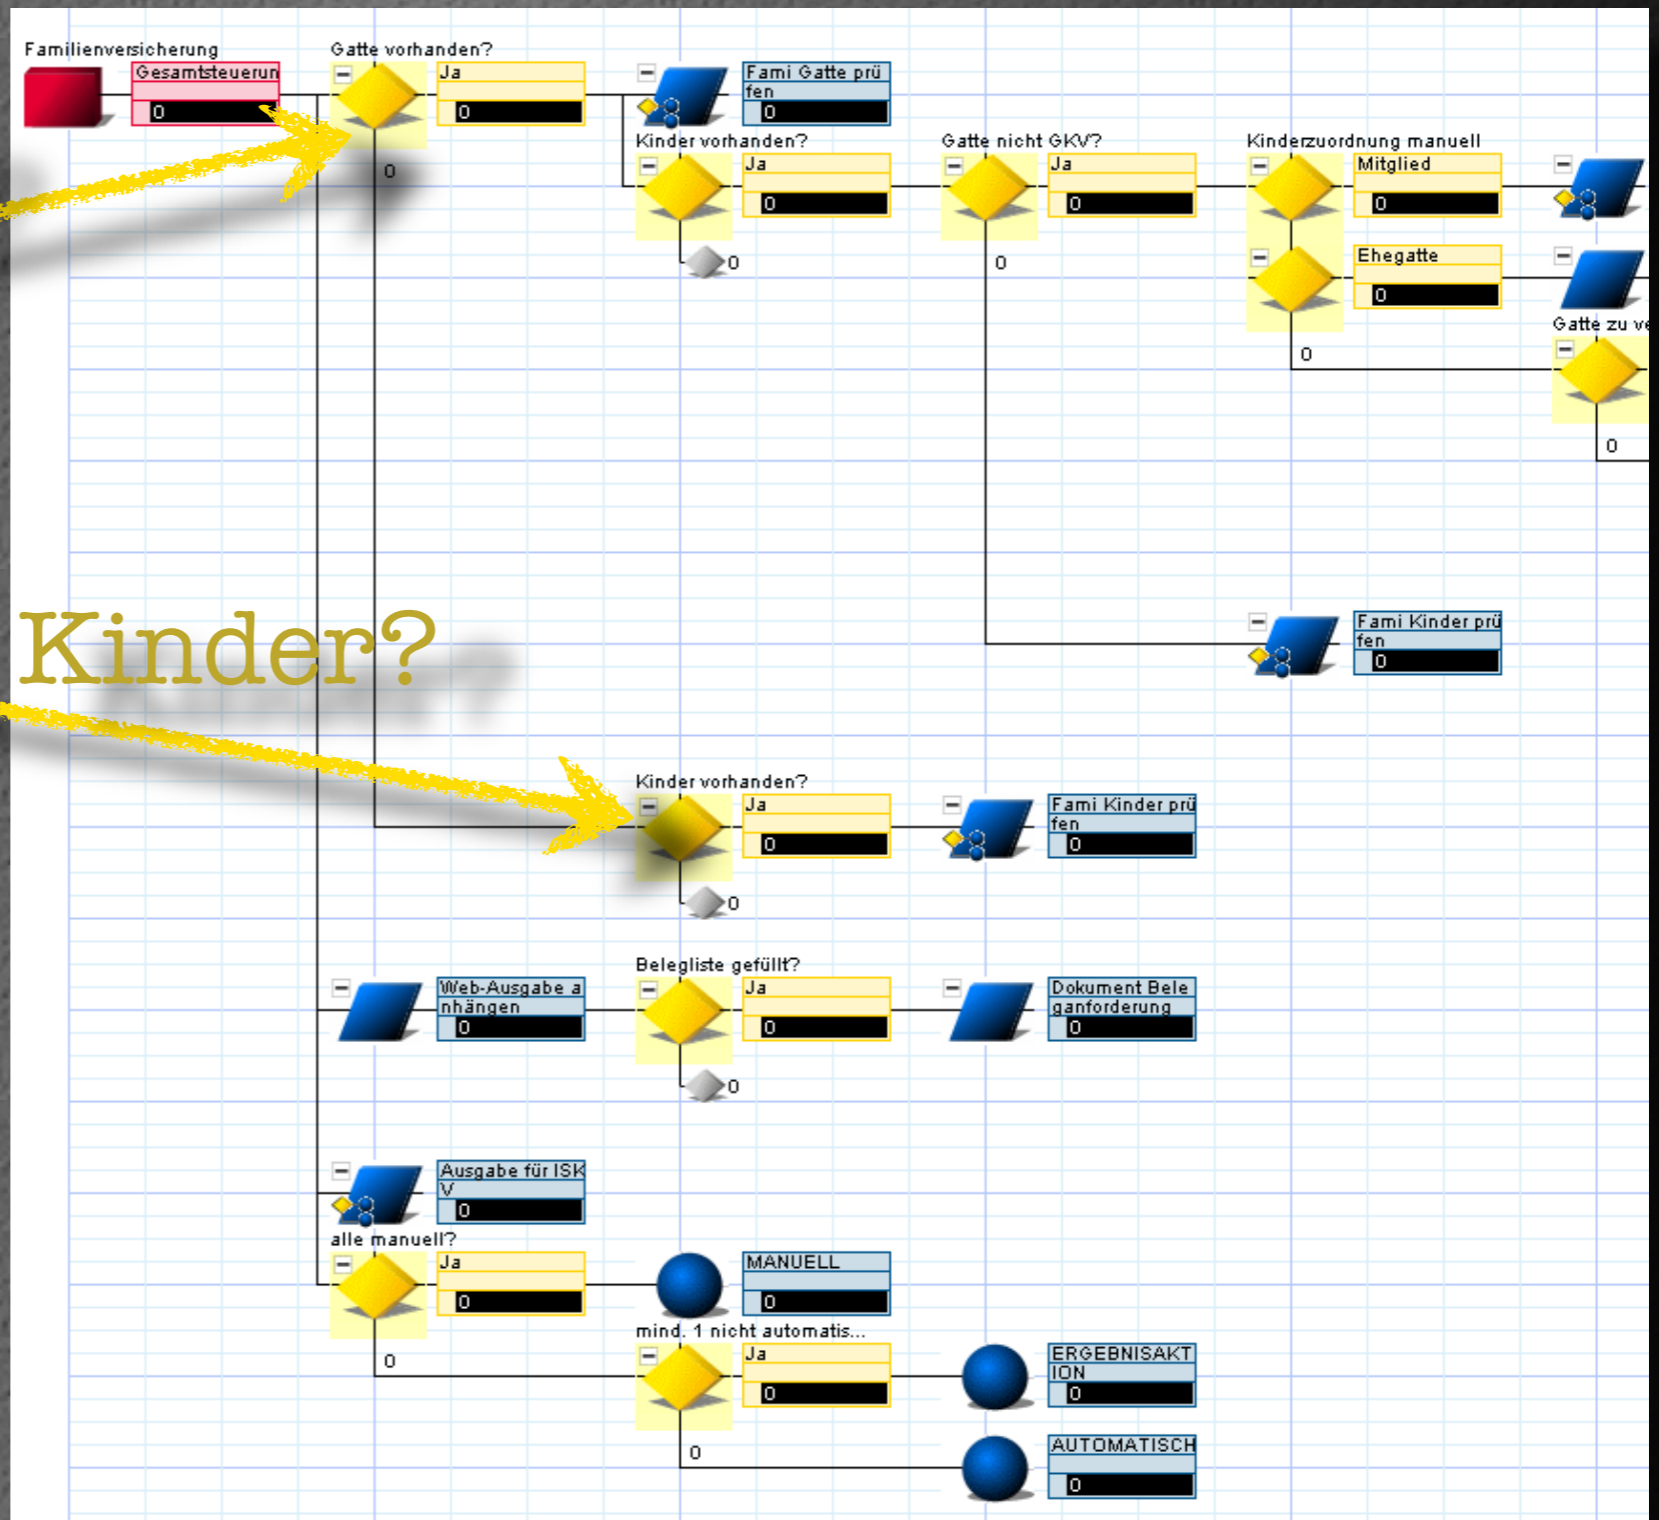 Familienversicherung
Gesamtsteuerun
0
Gatte vorhanden?
Ja
0
0
Fami Gatte prü
fen
0
Kinder vorhanden?
Ja
0
0
Gatte nicht GKV?
Ja
0
0
Kinderzuordnung manuell
Mitglied
0
Ehegatte
0
0
Gatte zu ve
0
Fami Kinder prü
fen
0
Kinder?
Kinder vorhanden?
Ja
0
0
Fami Kinder prü
fen
0
Web-Ausgabe a
nhängen
0
Belegliste gefüllt?
Ja
0
0
Dokument Bele
ganforderung
0
Ausgabe für ISK
V
0
alle manuell?
Ja
0
0
MANUELL
0
mind. 1 nicht automatis...
Ja
0
0
ERGEBNISAKT
ION
0
AUTOMATISCH
0